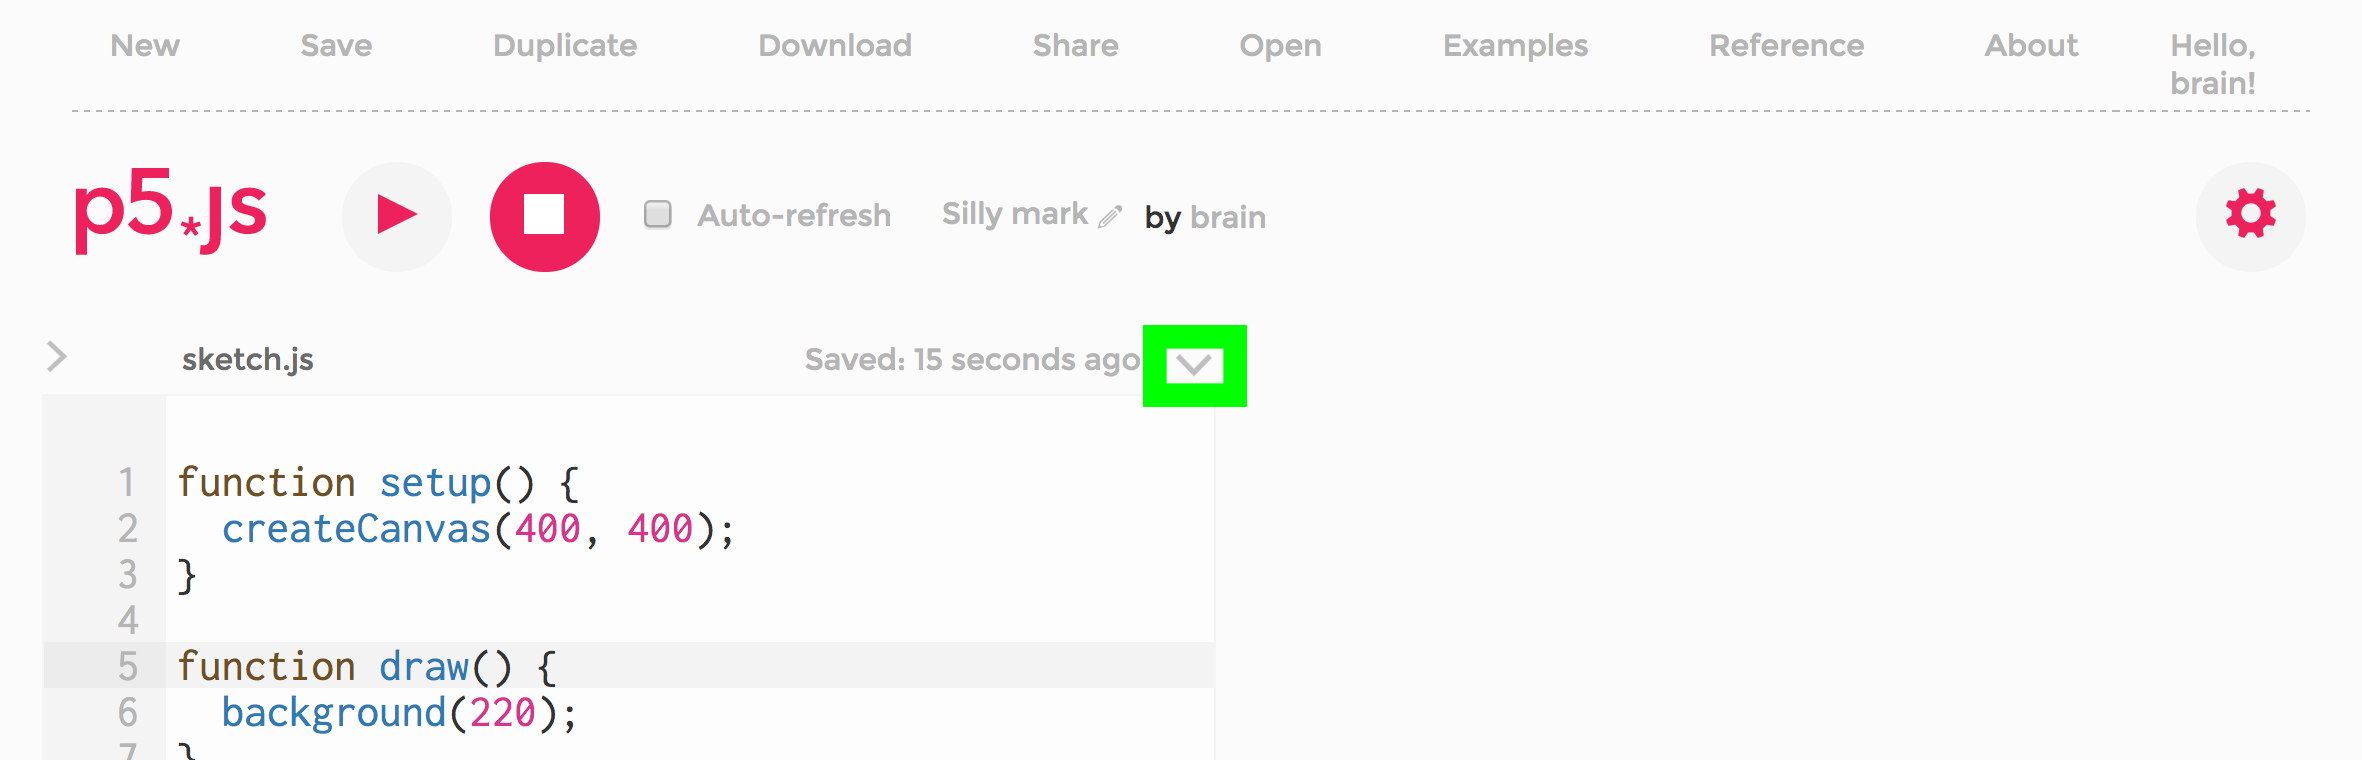 New Save Duplicate Download Share Open Examples Reference About Hello, brain!
p5.js Auto-refresh Silly mark by brain
sketch.js Saved: 15 seconds ago
1 function setup() {
2 createCanvas(400, 400);
3 }
4
5 function draw() {
6 background(220);
7 }